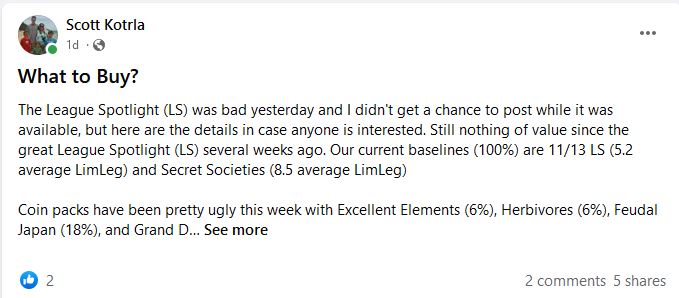 Scott Kotrla
1d ·
What to Buy?
The League Spotlight (LS) was bad yesterday and I didn't get a chance to post while it was
available, but here are the details in case anyone is interested. Still nothing of value since the
great League Spotlight (LS) several weeks ago. Our current baselines (100%) are 11/13 LS (5.2
average LimLeg) and Secret Societies (8.5 average LimLeg)
Coin packs have been pretty ugly this week with Excellent Elements (6%), Herbivores (6%), Feudal
Japan (18%), and Grand D... See more
2
2 comments 5 shares